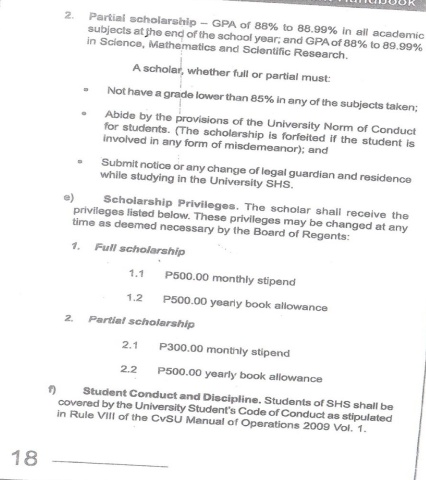 Handbook
2. Partial scholarship – GPA of 88% to 88.99% in all academic
subjects at the end of the school year; and GPA of 88% to 89.99%
in Science, Mathematics and Scientific Research.
A scholar, whether full or partial must:
Not have a grade lower than 85% in any of the subjects taken;
Abide by the provisions of the University Norm of Conduct
for students. (The scholarship is forfeited if the student is
involved in any form of misdemeanor); and
Submit notice or any change of legal guardian and residence
while studying in the University SHS.
e) Scholarship Privileges. The scholar shall receive the
privileges listed below. These privileges may be changed at any
time as deemed necessary by the Board of Regents:
1. Full scholarship
1.1 P500.00 monthly stipend
1.2 P500.00 yearly book allowance
2. Partial scholarship
2.1 P300.00 monthly stipend
2.2 P500.00 yearly book allowance
f) Student Conduct and Discipline. Students of SHS shall be
covered by the University Student's Code of Conduct as stipulated
in Rule VIII of the CvSU Manual of Operations 2009 Vol. 1.
18